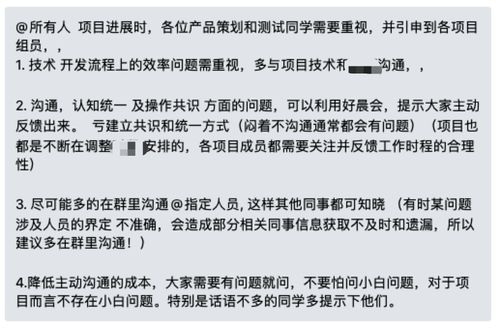 @所有人 项目进展时，各位产品策划和测试同学需要重视，并引申到各项目
组员，，
1. 技术 开发流程上的效率问题需重视，多与项目技术和沟通，，
2. 沟通，认知统一 及操作共识 方面的问题，可以利用好晨会，提示大家主动
反馈出来。 亏建立共识和统一方式（闷着不沟通通常都会有问题）（项目也
都是不断在调整安排的，各项目成员都需要关注并反馈工作时程的合理
性）
3. 尽可能多的在群里沟通@指定人员, 这样其他同事都可知晓 （有时某问题
涉及人员的界定 不准确，会造成部分相关同事信息获取不及时和遗漏，所以
建议多在群里沟通！）
4.降低主动沟通的成本，大家需要有问题就问，不要怕问小白问题，对于项
目而言不存在小白问题。特别是话语不多的同学多提示下他们。